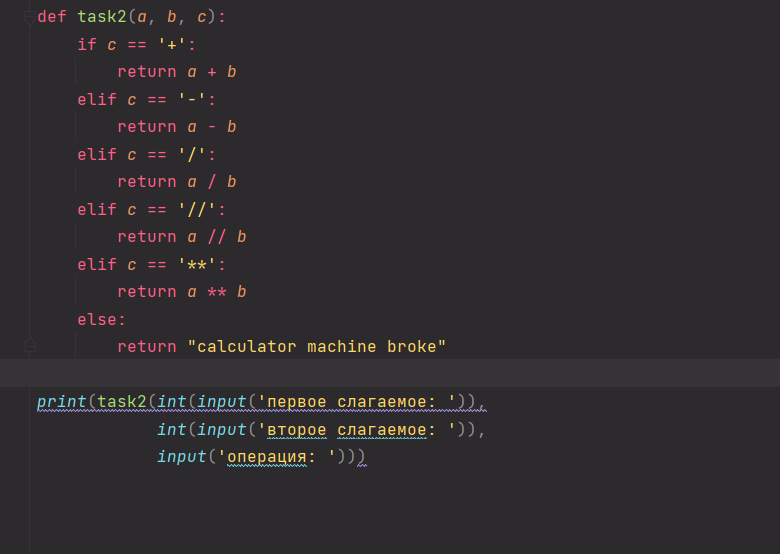 def task2(a, b, c):
    if c == '+':
        return a + b
    elif c == '-':
        return a - b
    elif c == '/':
        return a / b
    elif c == '//':
        return a // b
    elif c == '**':
        return a ** b
    else:
        return "calculator machine broke"
print(task2(int(input('первое слагаемое: ')),
            int(input('второе слагаемое: ')),
            input('операция: ')))